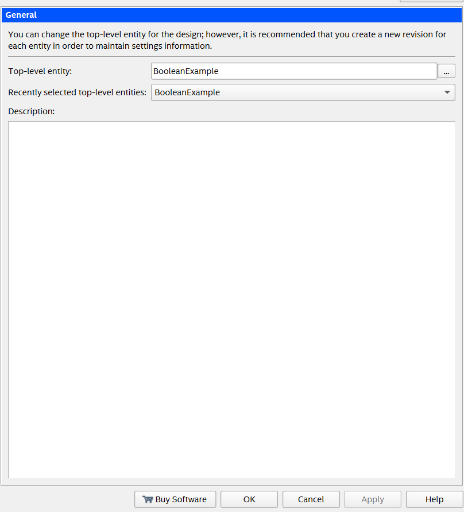 General
You can change the top-level entity for the design; however, it is recommended that you create a new revision for
each entity in order to maintain settings information.
Top-level entity: BooleanExample ...
Recently selected top-level entities: BooleanExample
Description:
Buy Software OK Cancel Apply Help